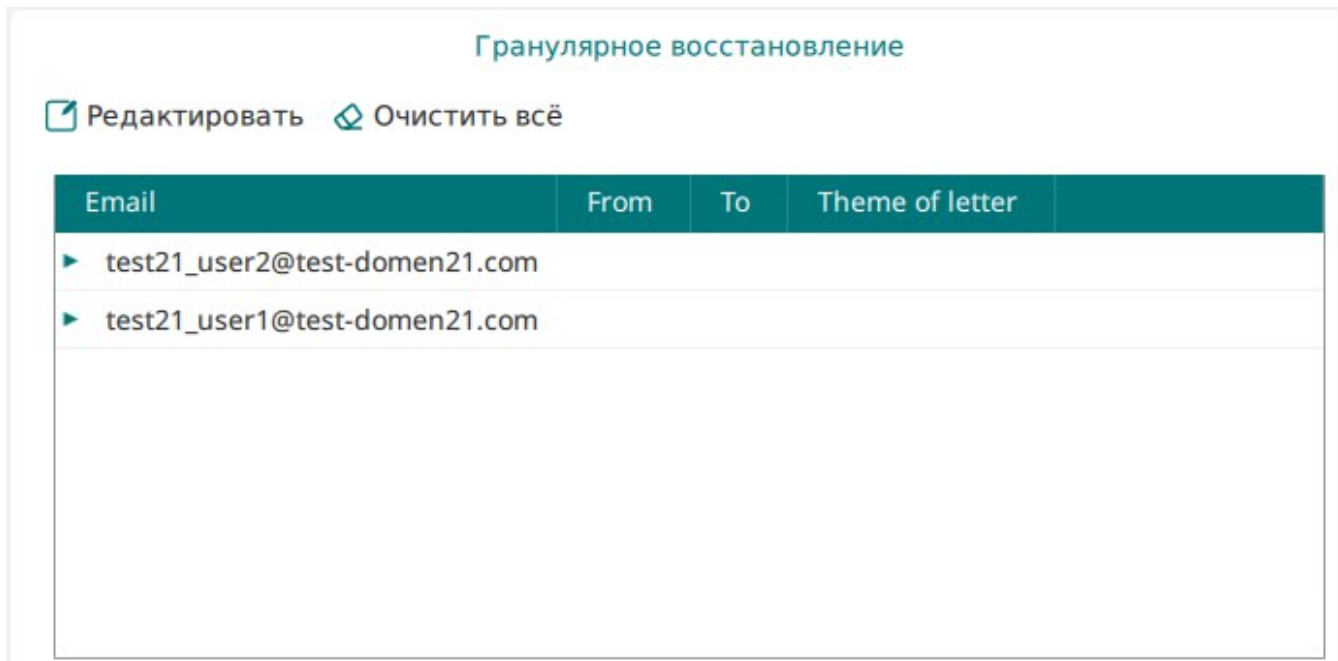 Гранулярное восстановление
Редактировать Очистить всё
Email From To Theme of letter
test21_user2@test-domen21.com
test21_user1@test-domen21.com